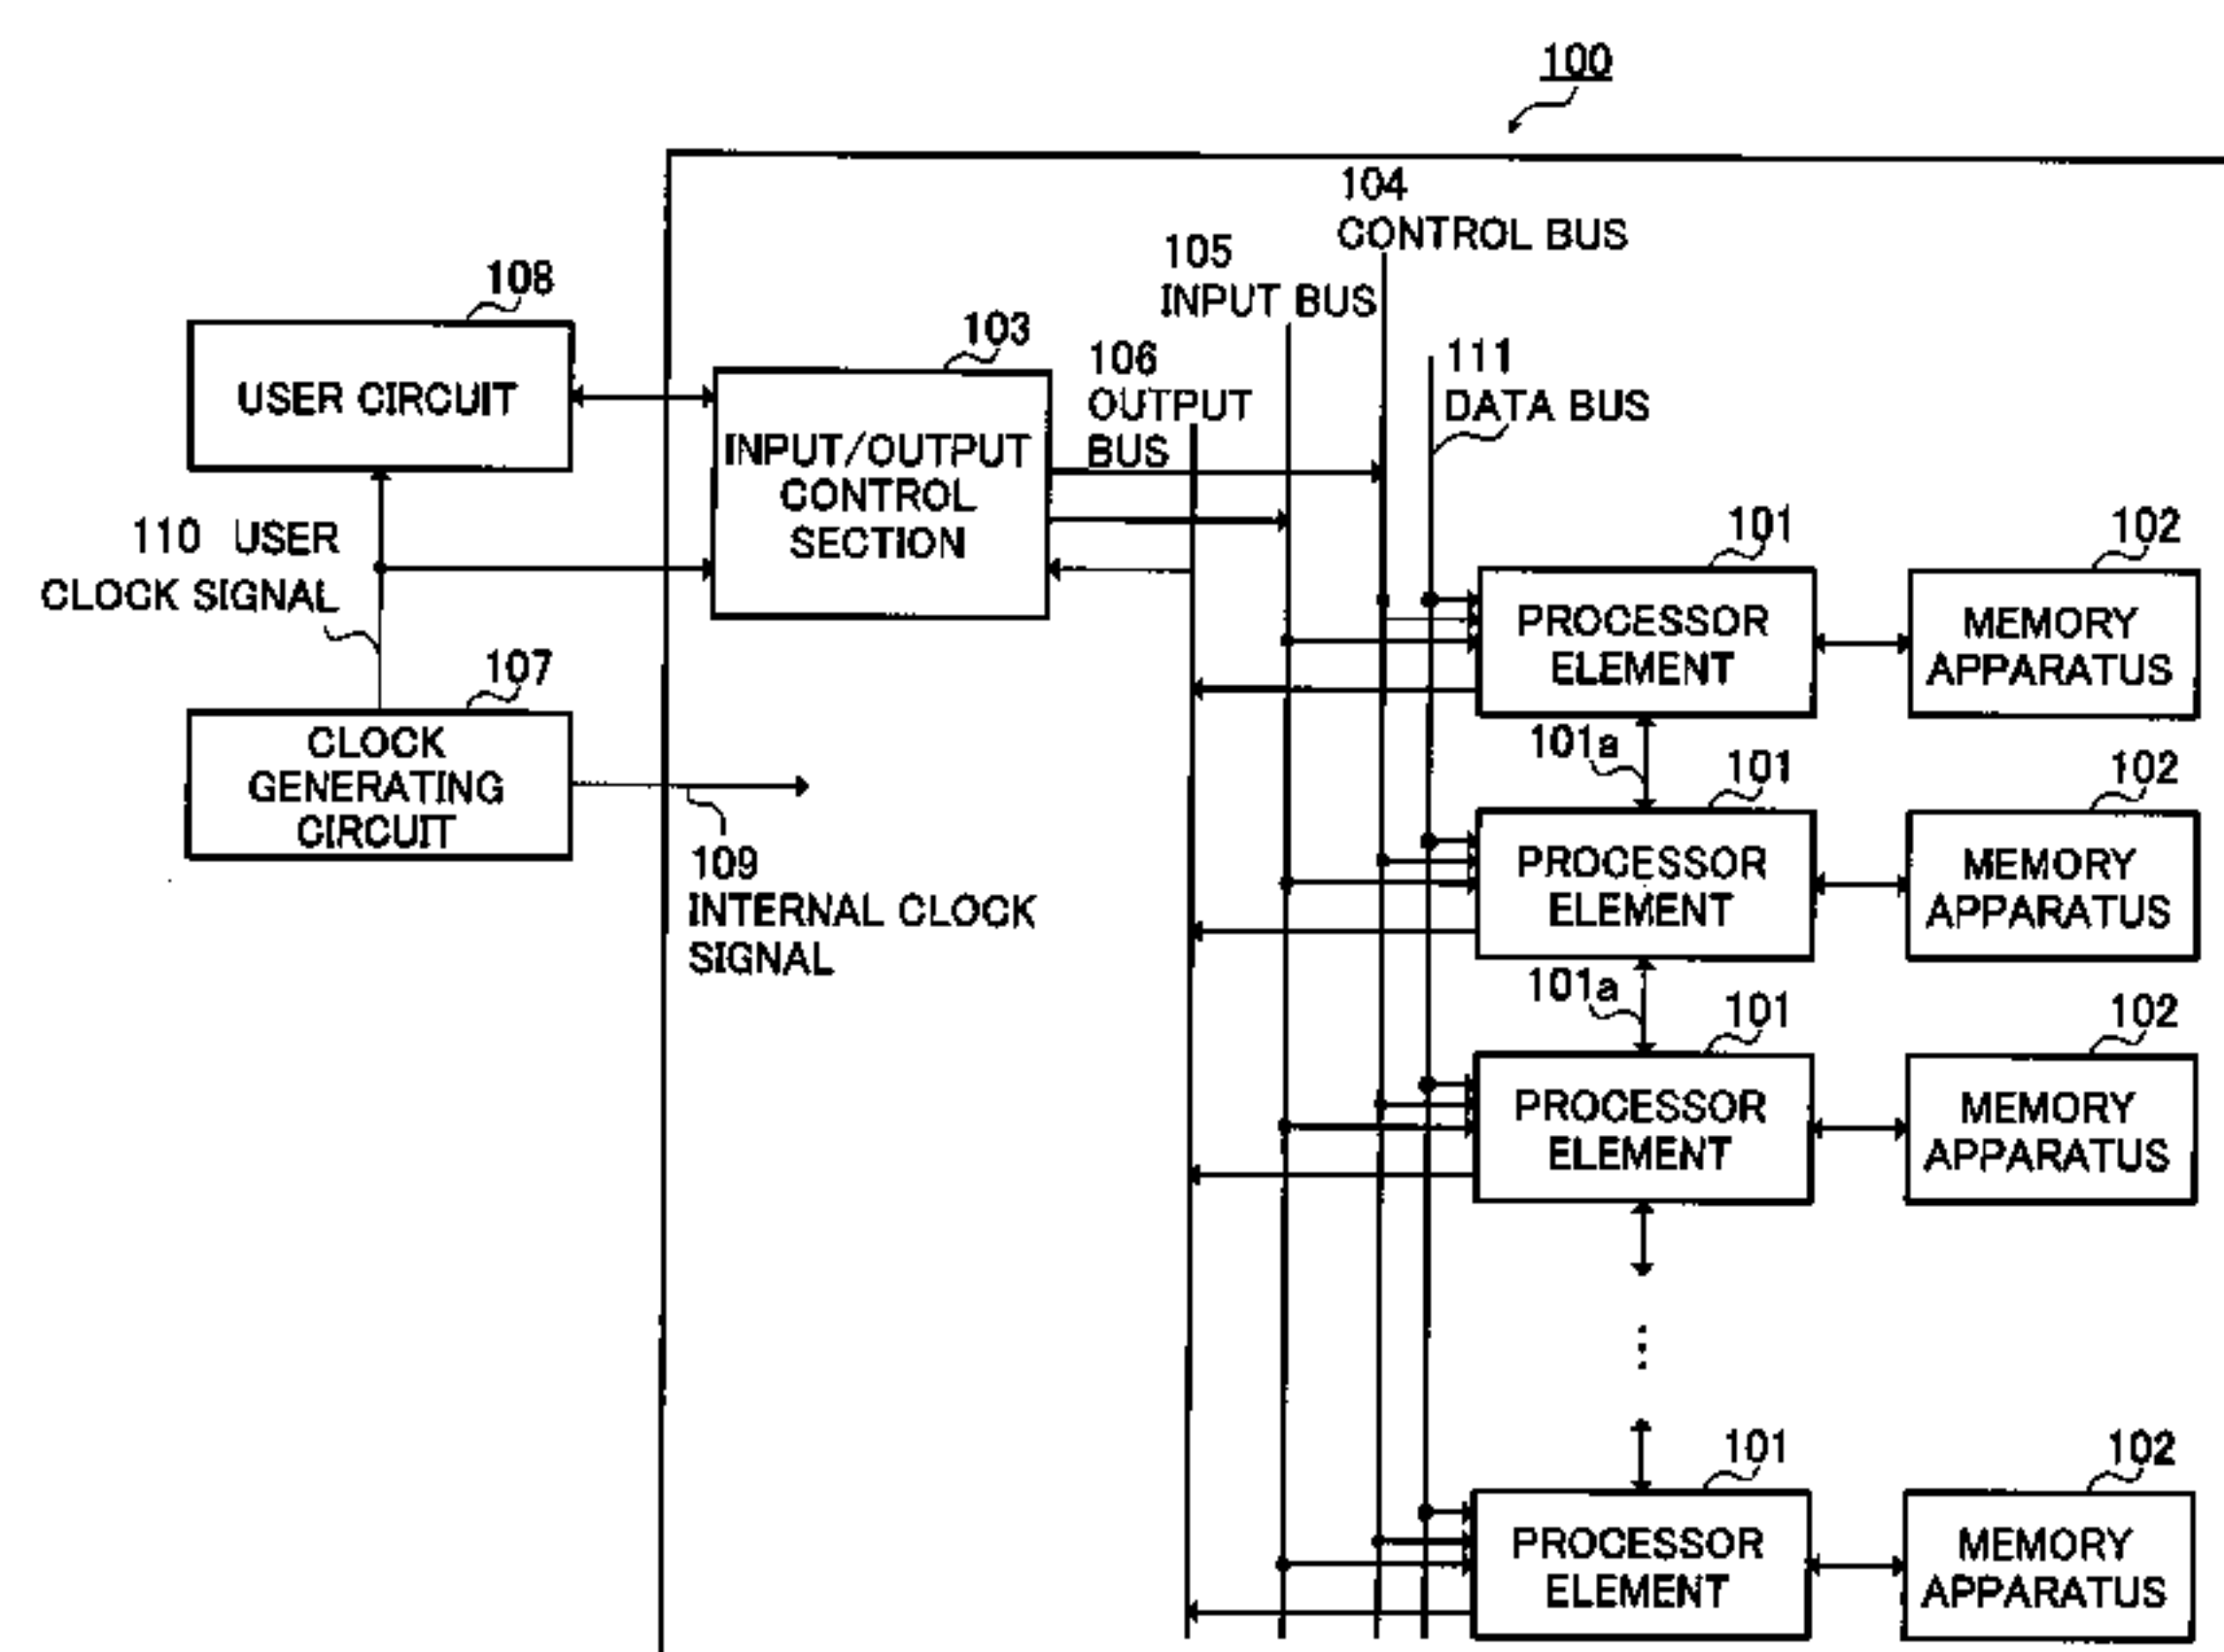 100
104
CONTROL BUS
105
INPUT BUS
108
103
106
OUTPUT
BUS
111
DATA BUS
USER CIRCUIT
INPUT/OUTPUT
CONTROL
SECTION
110 USER
CLOCK SIGNAL
107
CLOCK
GENERATING
CIRCUIT
109
INTERNAL CLOCK
SIGNAL
101
PROCESSOR
ELEMENT
102
MEMORY
APPARATUS
101a
101
PROCESSOR
ELEMENT
102
MEMORY
APPARATUS
101a
101
PROCESSOR
ELEMENT
102
MEMORY
APPARATUS
...
101
PROCESSOR
ELEMENT
102
MEMORY
APPARATUS